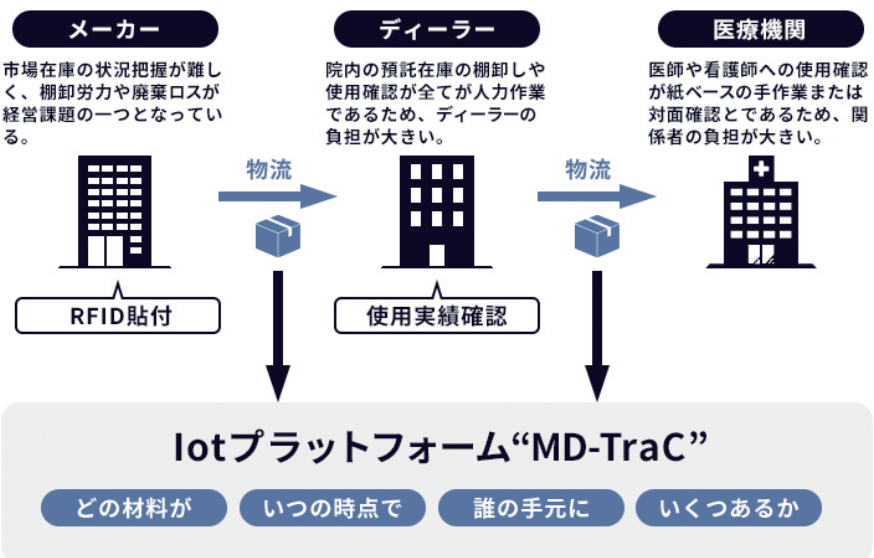 メーカー
市場在庫の状況把握が難し
く、棚卸労力や廃棄ロスが
経営課題の一つとなってい
る。
ディーラー
院内の預託在庫の棚卸しや
使用確認が全てが人力作業
であるため、ディーラーの
負担が大きい。
医療機関
医師や看護師への使用確認
が紙ベースの手作業または
対面確認とであるため、関
係者の負担が大きい。
物流
物流
RFID貼付
使用実績確認
Iotプラットフォーム“MD-TraC”
どの材料が
いつの時点で
誰の手元に
いくつあるか